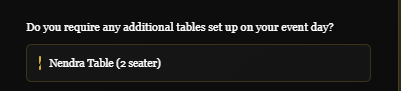 Do you require any additional tables set up on your event day?
Nendra Table (2 seater)